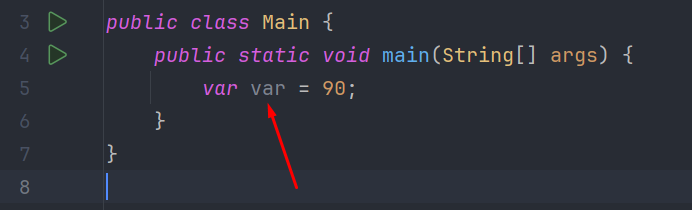 3 public class Main {
4 public static void main(String[] args) {
5 var var = 90;
6 }
7 }
8